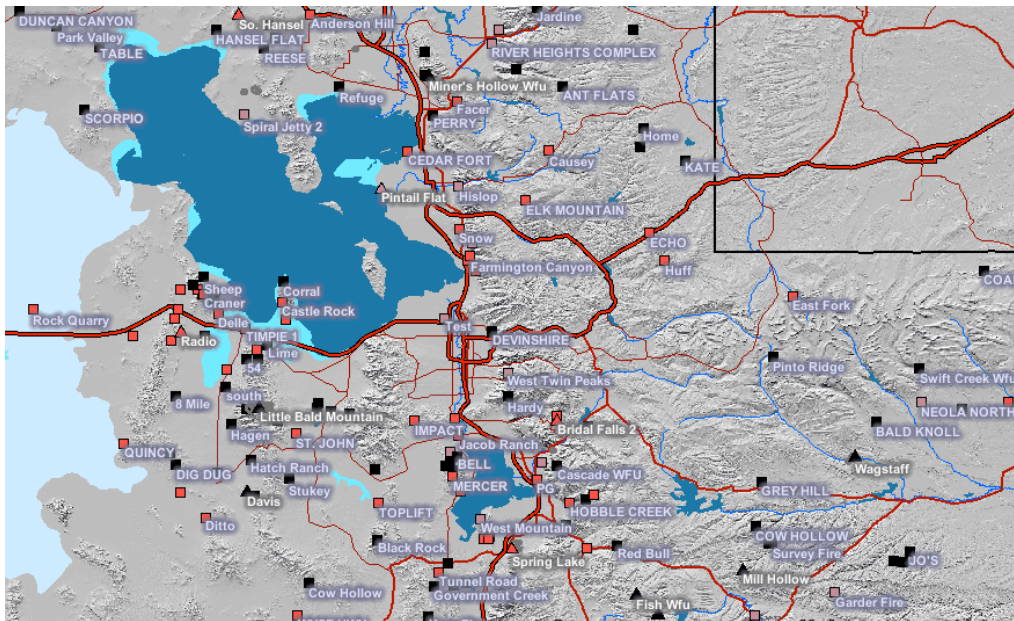 DUNCAN CANYON
So. Hansel
Anderson Hill
Jardine
Park Valley
HANSEL FLAT
TABLE
REESE
RIVER HEIGHTS COMPLEX
Miner's Hollow Wfu
Refuge
ANT FLATS
SCORPIO
Facer
PERRY
Spiral Jetty 2
Home
CEDAR FORT
Causey
KATE
Pintail Flat
Hislop
ELK MOUNTAIN
Snow
ECHO
Farmington Canyon
Huff
COA
Sheep
Corral
Craner
Castle Rock
East Fork
Rock Quarry
Delle
Test
TIMPIE 1
Radio
DEVINSHIRE
Lime
54
Pinto Ridge
Swift Creek Wfu
West Twin Peaks
8 Mile
south
Hardy
Little Bald Mountain
NEOLA NORTH
IMPACT
Bridal Falls 2
BALD KNOLL
Hagen
ST. JOHN
Jacob Ranch
QUINCY
BELL
Hatch Ranch
Wagstaff
DIG DUG
Cascade WFU
MERCER
Stukey
PG
GREY HILL
Davis
TOPLIFT
HOBBLE CREEK
Ditto
West Mountain
COW HOLLOW
Black Rock
Red Bull
Survey Fire
Spring Lake
JO'S
Tunnel Road
Mill Hollow
Cow Hollow
Government Creek
Garder Fire
Fish Wfu